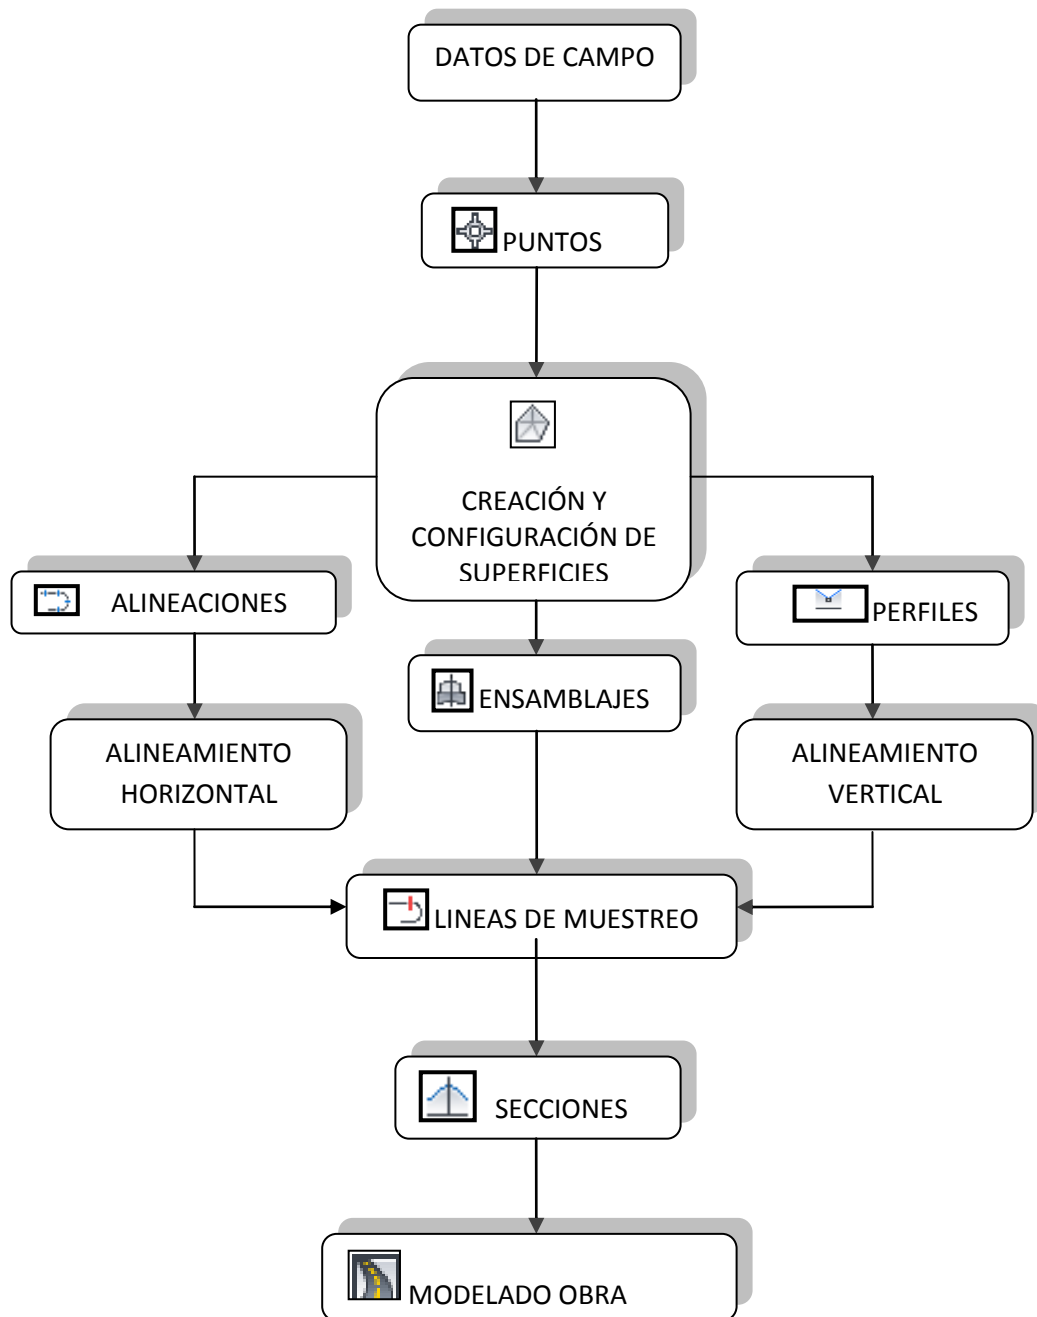 DATOS DE CAMPO
PUNTOS
CREACIÓN Y
CONFIGURACIÓN DE
SUPERFICIES
ALINEACIONES
PERFILES
ENSAMBLAJES
ALINEAMIENTO
HORIZONTAL
ALINEAMIENTO
VERTICAL
LINEAS DE MUESTREO
SECCIONES
MODELADO OBRA